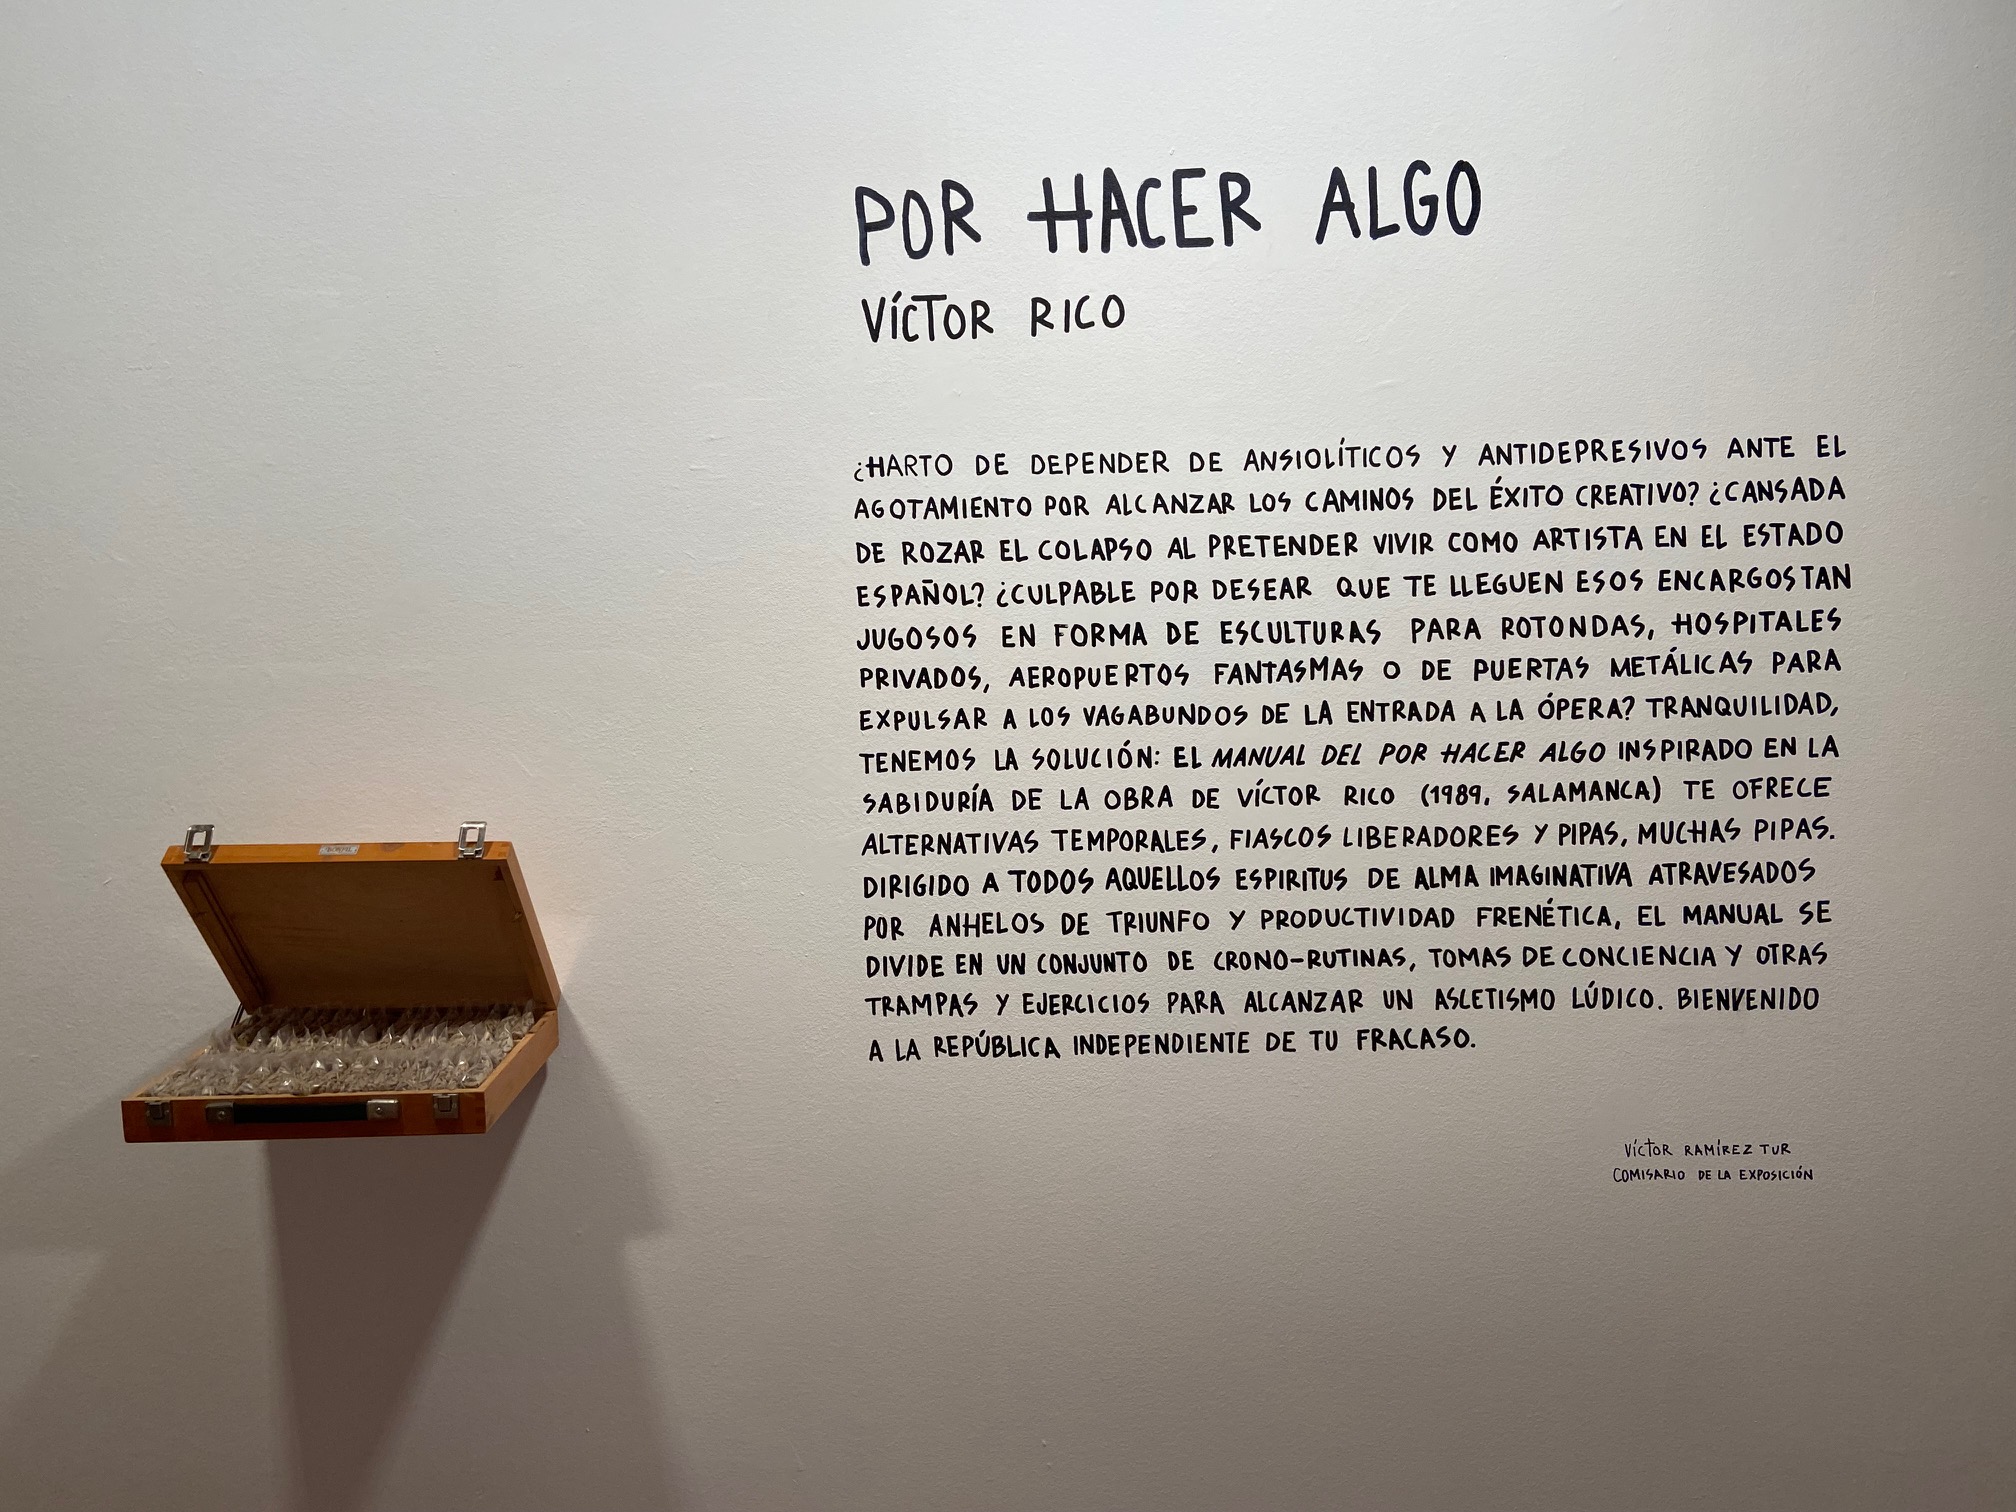 POR HACER ALGO
VÍCTOR RICO
¿HARTO DE DEPENDER DE ANSIOLÍTICOS Y ANTIDEPRESIVOS ANTE EL
AGOTAMIENTO POR ALCANZAR LOS CAMINOS DEL ÉXITO CREATIVO? ¿CANSADA
DE ROZAR EL COLAPSO AL PRETENDER VIVIR COMO ARTISTA EN EL ESTADO
ESPAÑOL? ¿CULPABLE POR DESEAR QUE TE LLEGUEN ESOS ENCARGOS TAN
JUGOSOS EN FORMA DE ESCULTURAS PARA ROTONDAS, HOSPITALES
PRIVADOS, AEROPUERTOS FANTASMAS O DE PUERTAS METÁLICAS PARA
EXPULSAR A LOS VAGABUNDOS DE LA ENTRADA A LA ÓPERA? TRANQUILIDAD,
TENEMOS LA SOLUCIÓN: EL MANUAL DEL POR HACER ALGO INSPIRADO EN LA
SABIDURÍA DE LA OBRA DE VÍCTOR RICO (1989, SALAMANCA) TE OFRECE
ALTERNATIVAS TEMPORALES, FIASCOS LIBERADORES Y PIPAS, MUCHAS PIPAS.
DIRIGIDO A TODOS AQUELLOS ESPIRITUS DE ALMA IMAGINATIVA ATRAVESADOS
POR ANHELOS DE TRIUNFO Y PRODUCTIVIDAD FRENÉTICA, EL MANUAL SE
DIVIDE EN UN CONJUNTO DE CRONO-RUTINAS, TOMAS DE CONCIENCIA Y OTRAS
TRAMPAS Y EJERCICIOS PARA ALCANZAR UN ASCLETISMO LÚDICO. BIENVENIDO
A LA REPÚBLICA INDEPENDIENTE DE TU FRACASO.
VÍCTOR RAMÍREZ TUR
COMISARIO DE LA EXPOSICIÓN